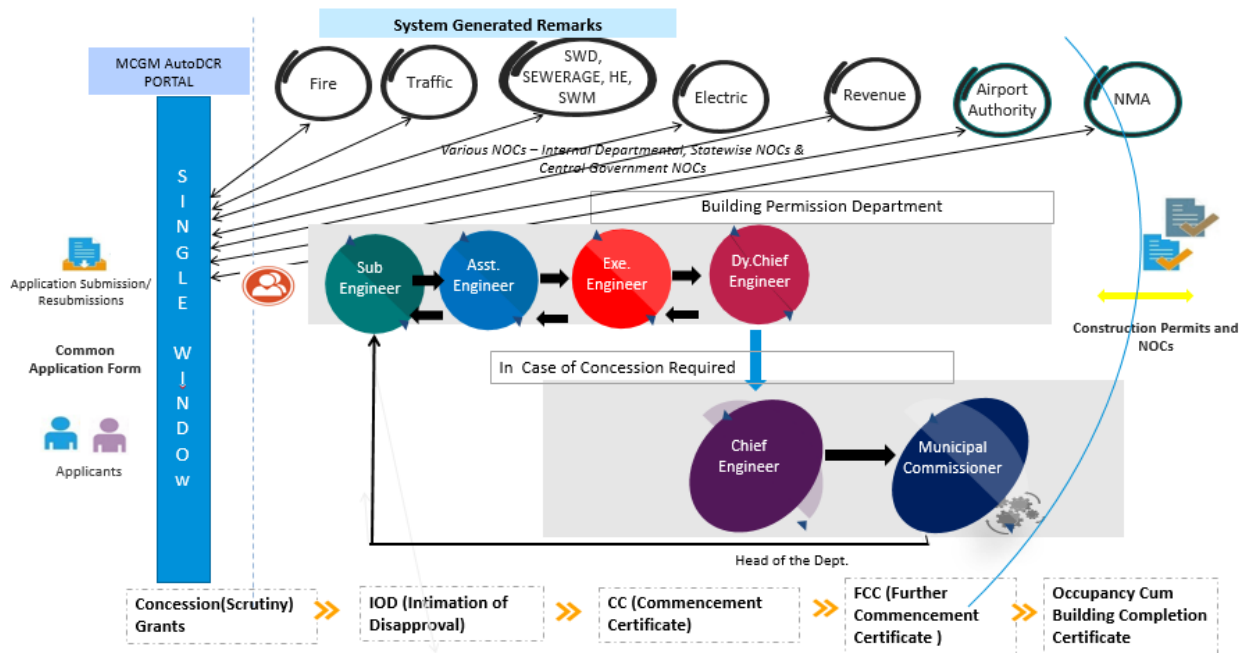 System Generated Remarks
MCGM AutoDCR
PORTAL
Fire
Traffic
SWD,
SEWERAGE, HE,
SWM
Electric
Revenue
Airport
Authority
NMA
Various NOCs – Internal Departmental, Statewise NOCs &
Central Government NOCs
SINGLE WINDOW
Building Permission Department
Sub
Engineer
Asst.
Engineer
Exe.
Engineer
Dy.Chief
Engineer
Application Submission/
Resubmissions
Construction Permits and
NOCs
Common
Application Form
In Case of Concession Required
Chief
Engineer
Municipal
Commissioner
Applicants
Head of the Dept.
Concession(Scrutiny)
Grants
IOD (Intimation of
Disapproval)
CC (Commencement
Certificate)
FCC (Further
Commencement
Certificate )
Occupancy Cum
Building Completion
Certificate